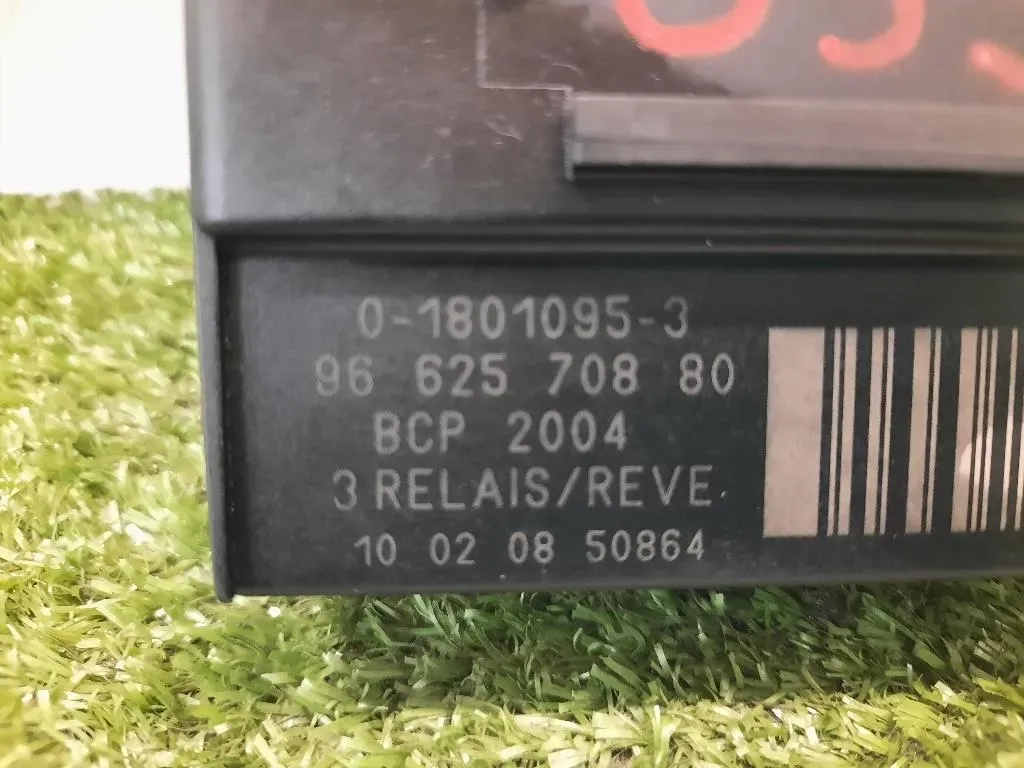 0-1801095-3
96 625 708 80
BCP 2004
3 RELAIS/REVE.
10 02 08 50864